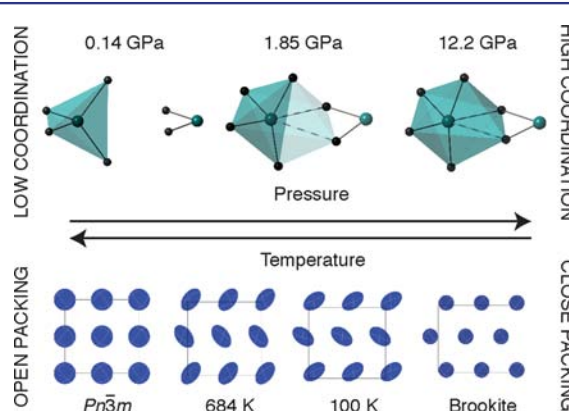 0.14 GPa 1.85 GPa 12.2 GPa
LOW COORDINATION
HIGH COORDINATION
Pressure
Temperature
OPEN PACKING
CLOSE PACKING
Pn3̅m 684 K 100 K Brookite